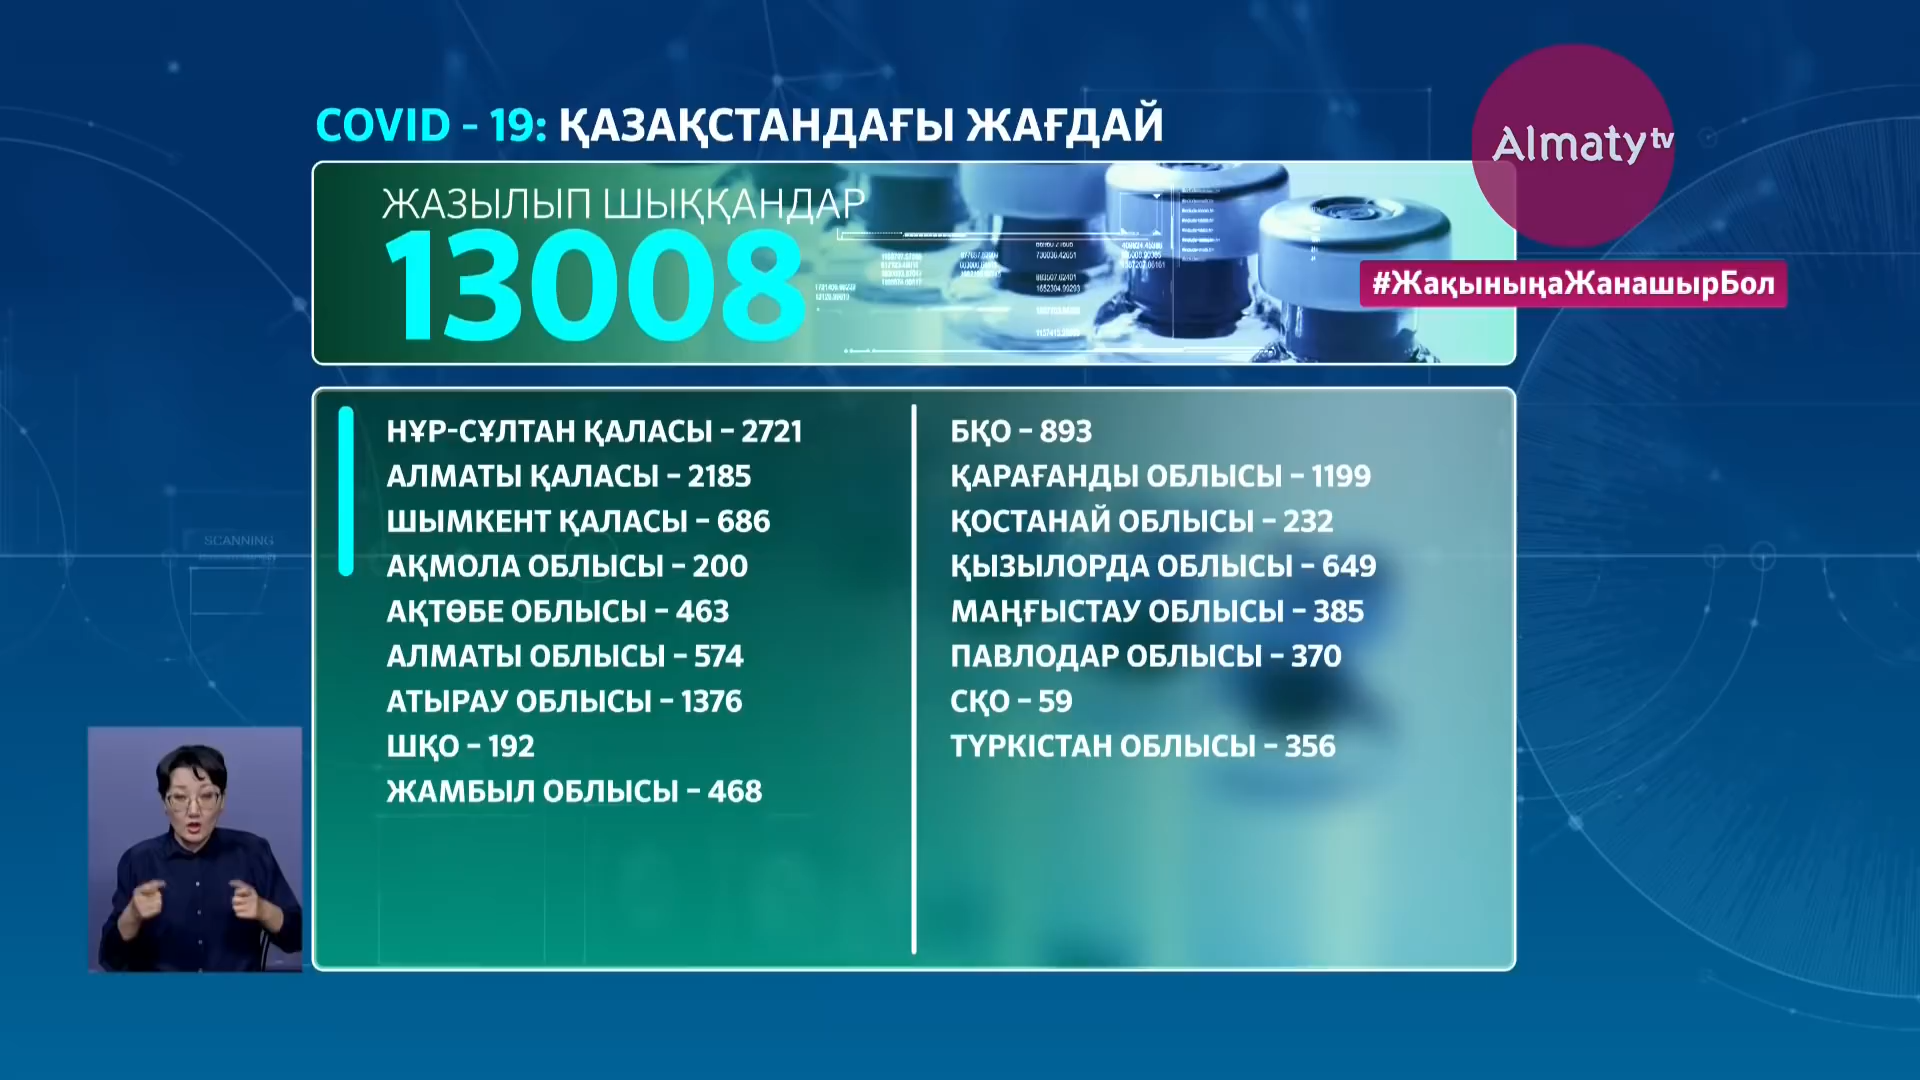 COVID - 19: ҚАЗАҚСТАНДАҒЫ ЖАҒДАЙ
Almaty tv
ЖАЗЫЛЫП ШЫҚҚАНДАР
13008
#ЖақыныңаЖанашырБол
НҰР-СҰЛТАН ҚАЛАСЫ – 2721
АЛМАТЫ ҚАЛАСЫ – 2185
ШЫМКЕНТ ҚАЛАСЫ – 686
АҚМОЛА ОБЛЫСЫ – 200
АҚТӨБЕ ОБЛЫСЫ – 463
АЛМАТЫ ОБЛЫСЫ – 574
АТЫРАУ ОБЛЫСЫ – 1376
ШҚО – 192
ЖАМБЫЛ ОБЛЫСЫ – 468
БҚО – 893
ҚАРАҒАНДЫ ОБЛЫСЫ – 1199
ҚОСТАНАЙ ОБЛЫСЫ – 232
ҚЫЗЫЛОРДА ОБЛЫСЫ – 649
МАҢҒЫСТАУ ОБЛЫСЫ – 385
ПАВЛОДАР ОБЛЫСЫ – 370
СҚО – 59
ТҮРКІСТАН ОБЛЫСЫ – 356
SCANNING